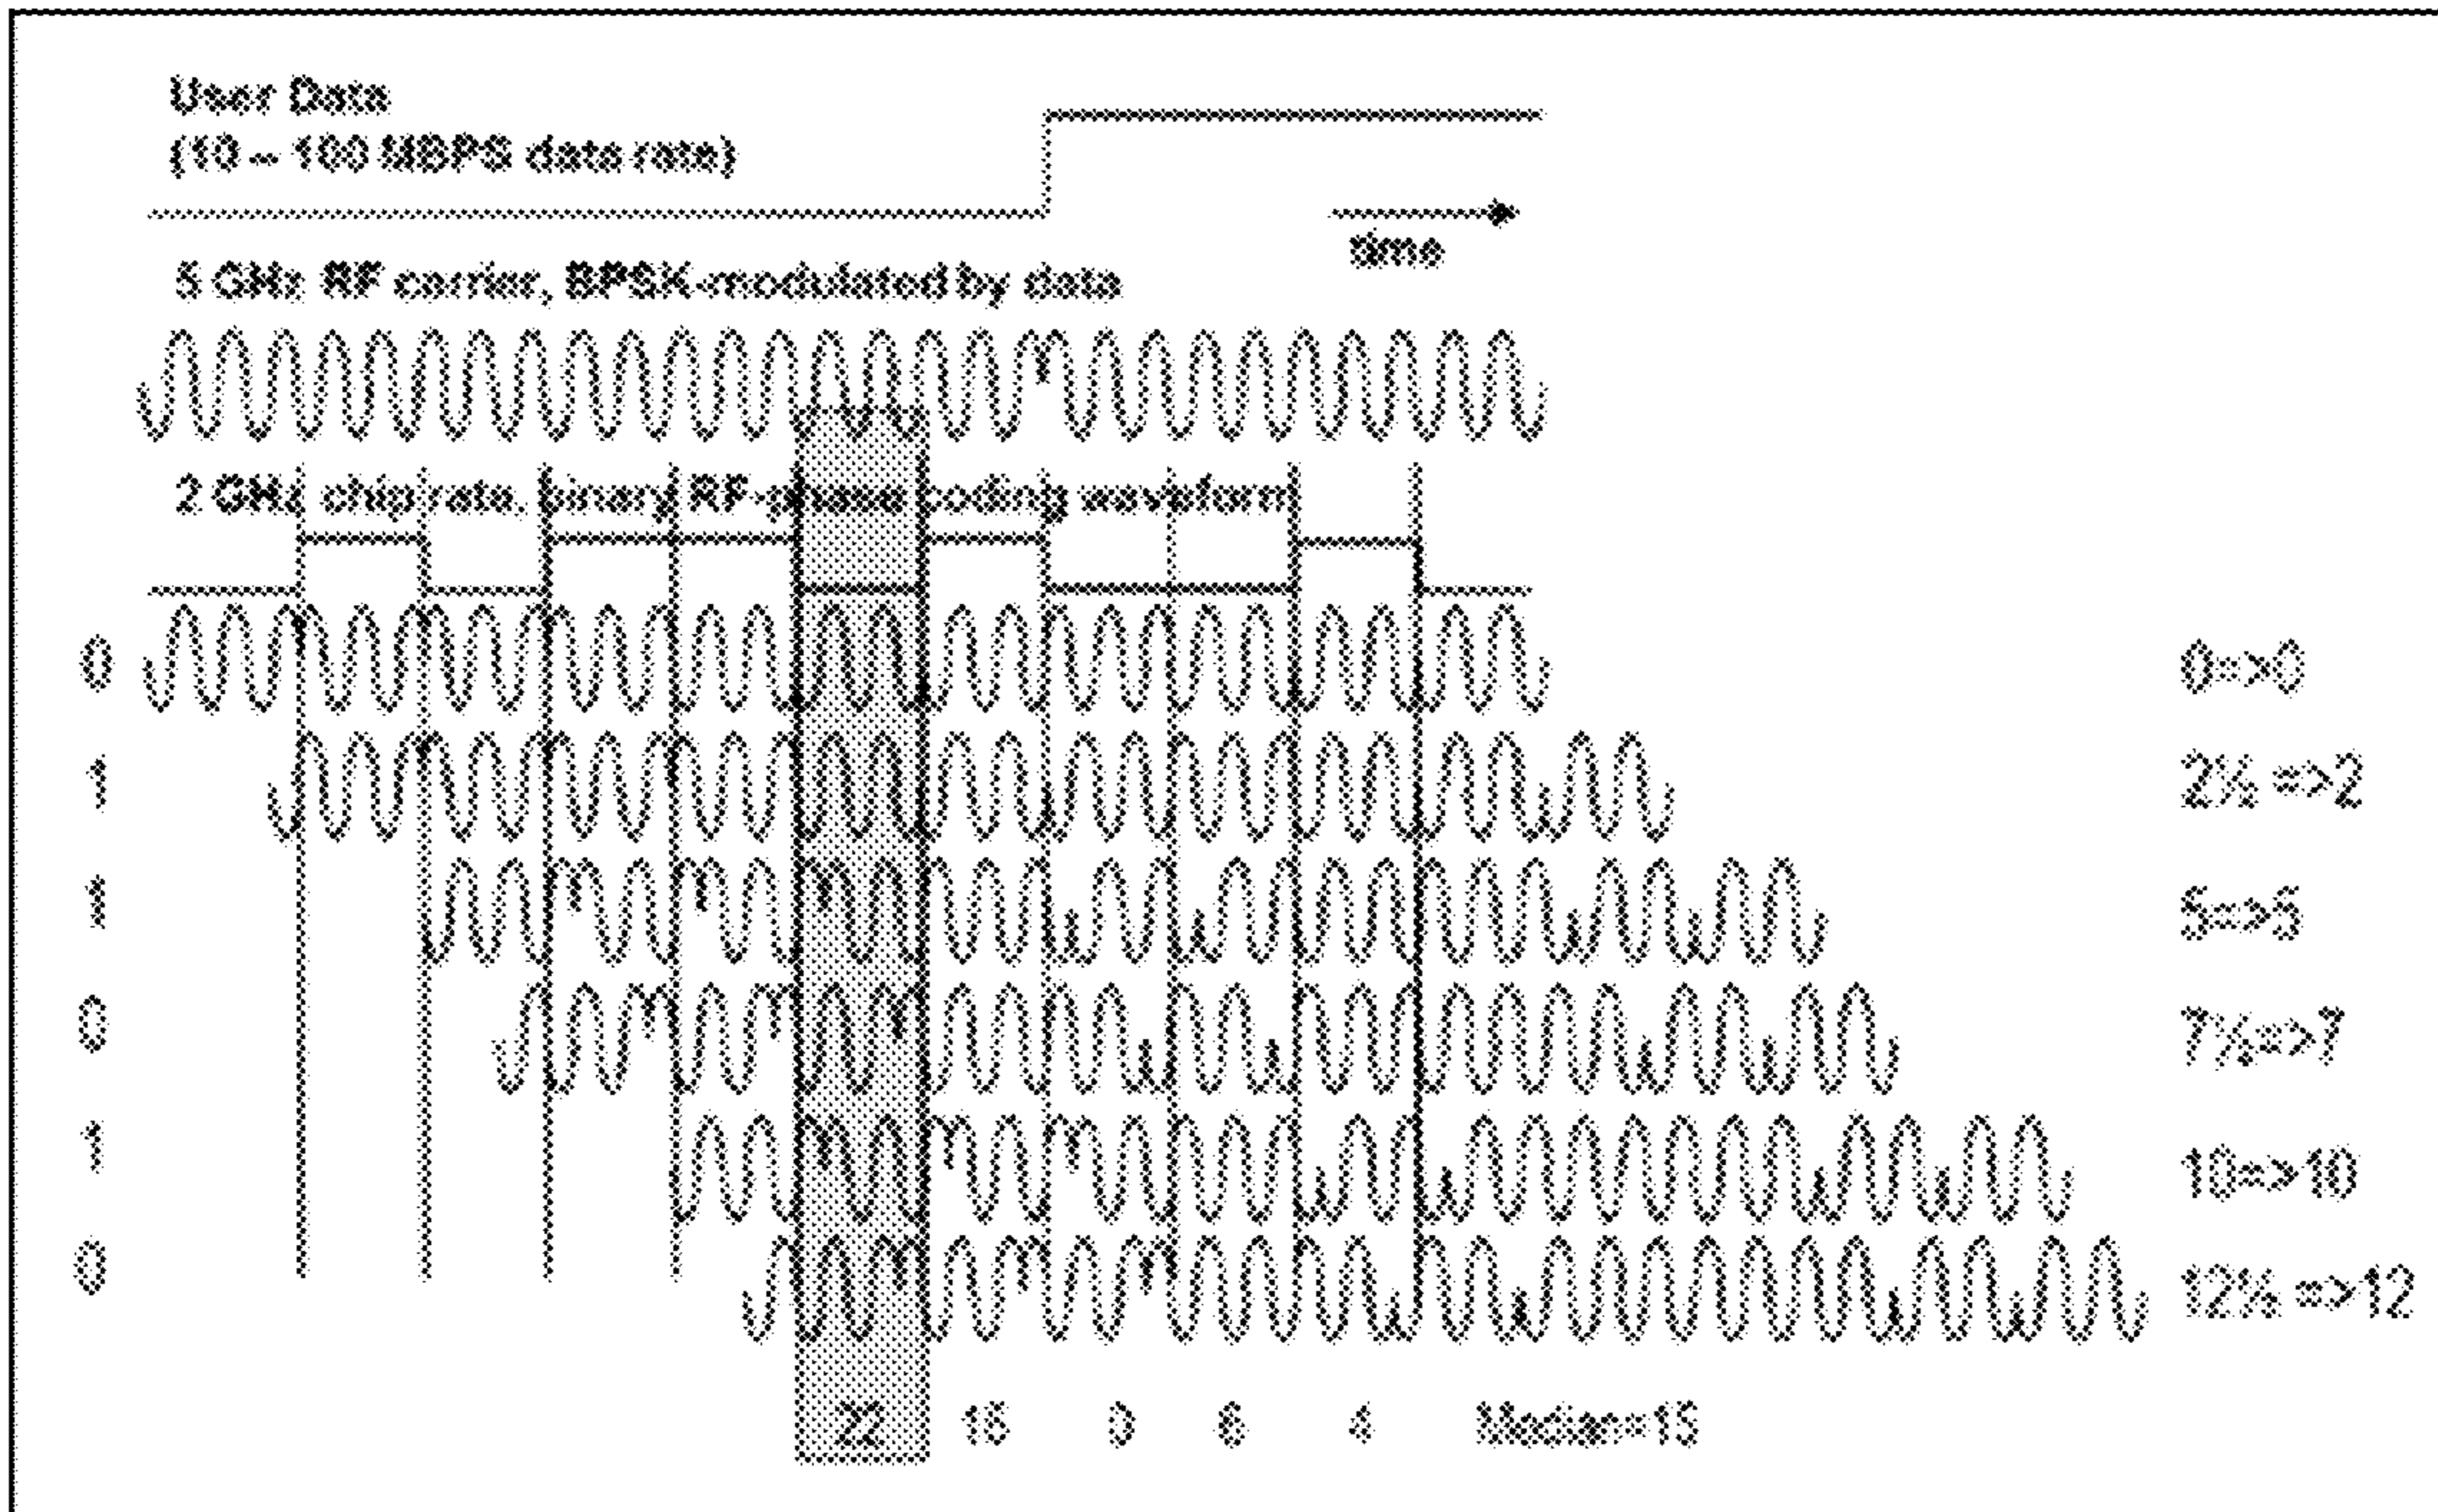 User Data
(10 – 100 MBPS data rate)
time
5 GHz RF carrier, BPSK-modulated by data
2 GHz chip rate, binary RF-phase coding waveform
0 0=>0
1 2½ =>2
1 5=>5
0 7½=>7
1 10=>10
0 12½ =>12
22 6 4 Median=15